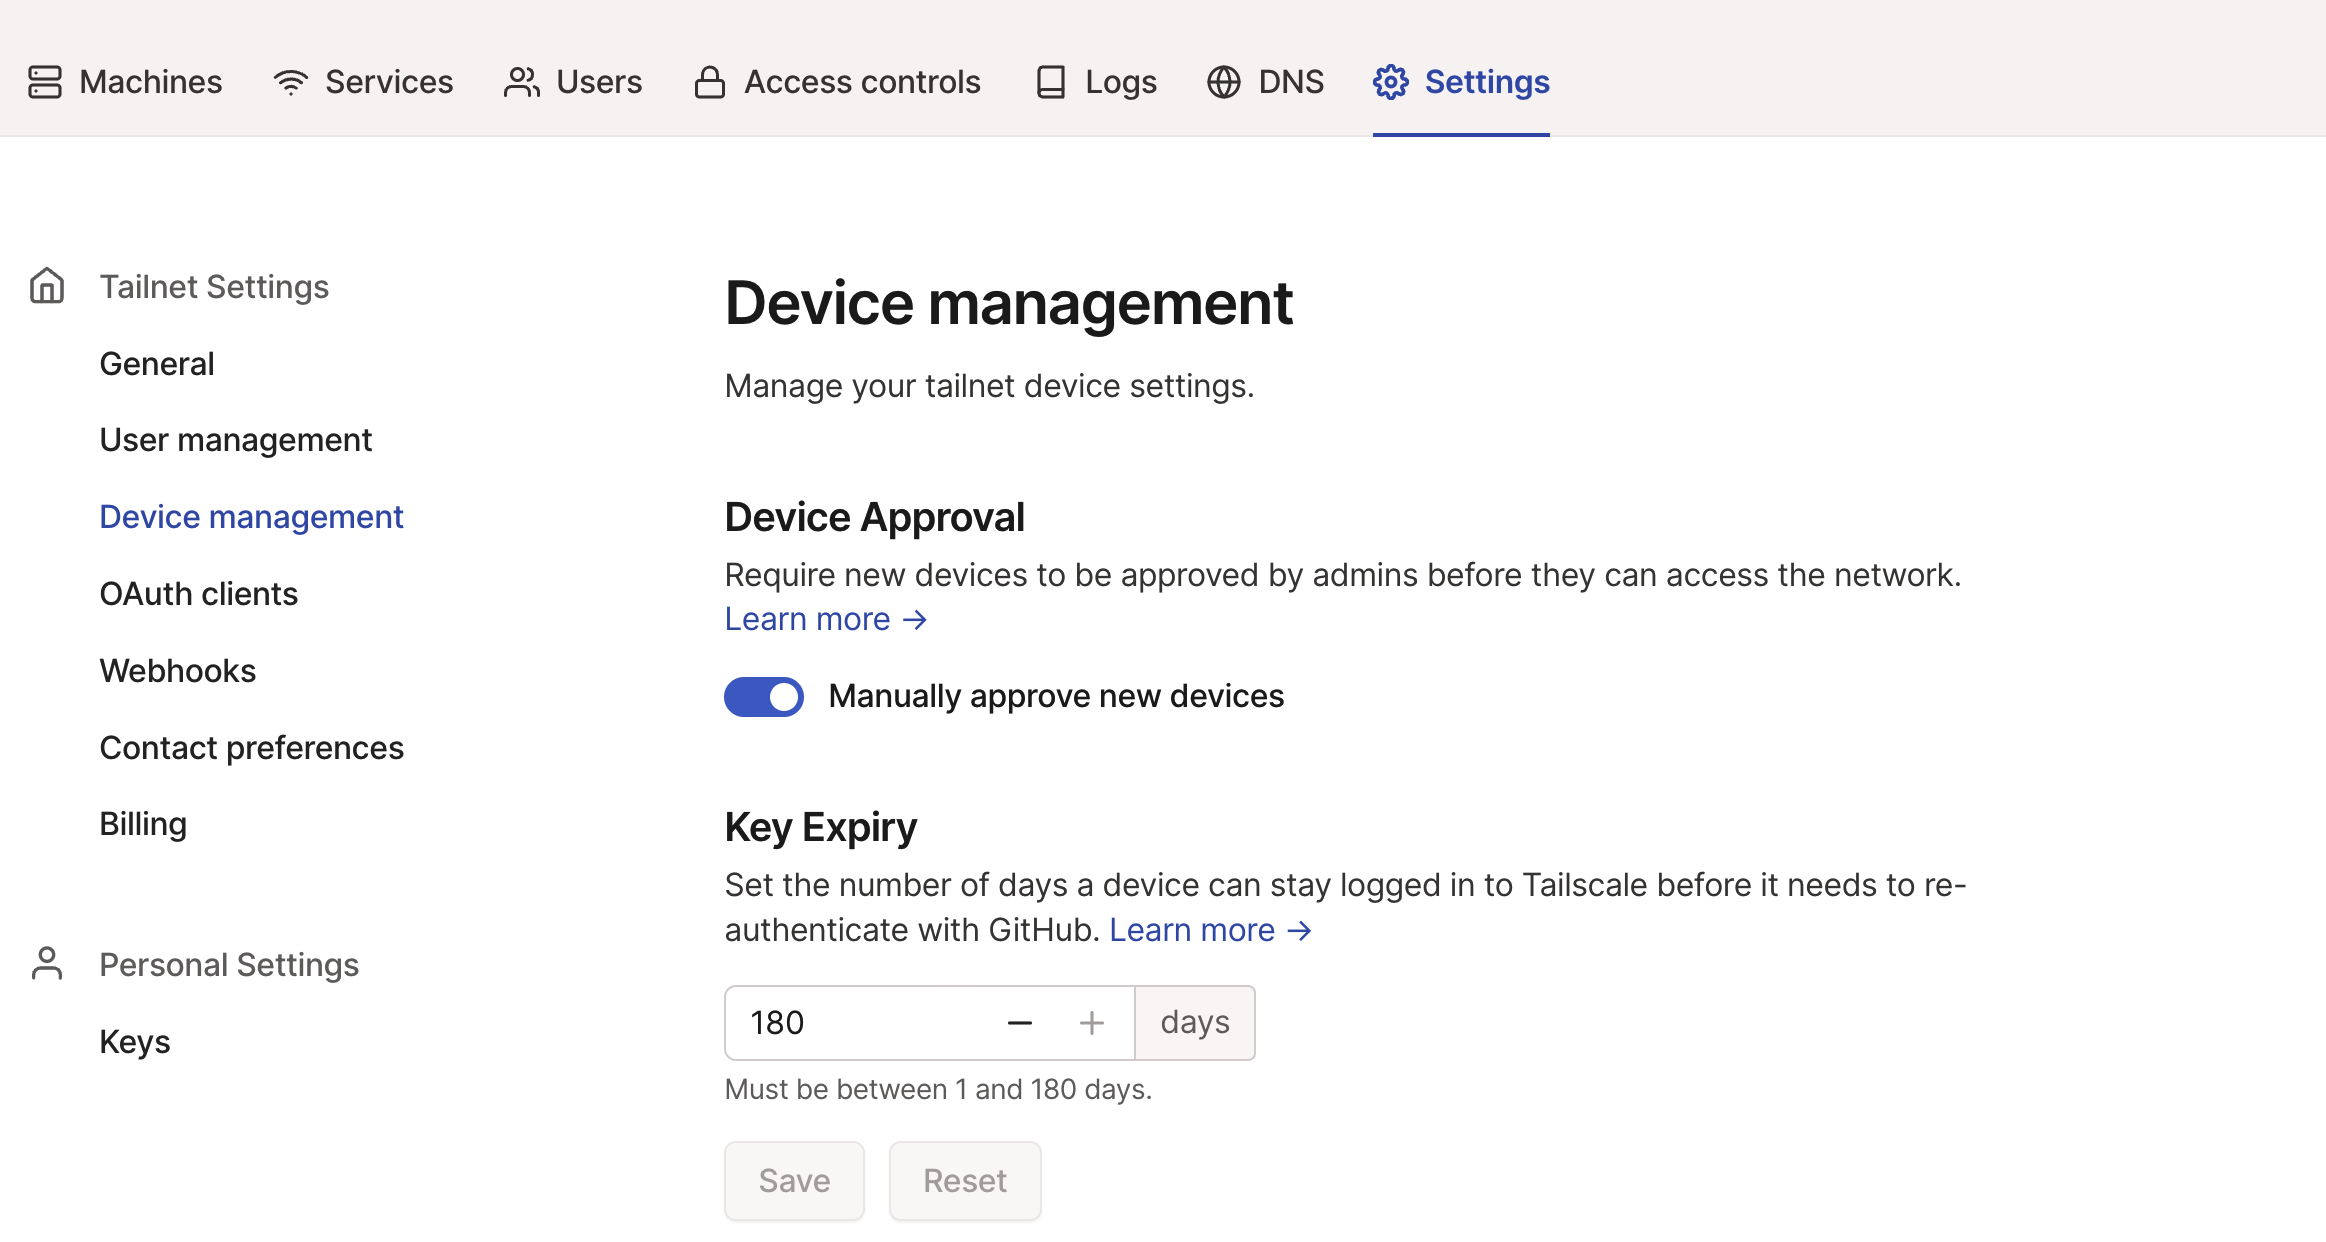 Machines Services Users Access controls Logs DNS Settings
Tailnet Settings
General
User management
Device management
OAuth clients
Webhooks
Contact preferences
Billing
Personal Settings
Keys
Device management
Manage your tailnet device settings.
Device Approval
Require new devices to be approved by admins before they can access the network.
Learn more →
Manually approve new devices
Key Expiry
Set the number of days a device can stay logged in to Tailscale before it needs to re-
authenticate with GitHub. Learn more →
180 − + days
Must be between 1 and 180 days.
Save Reset